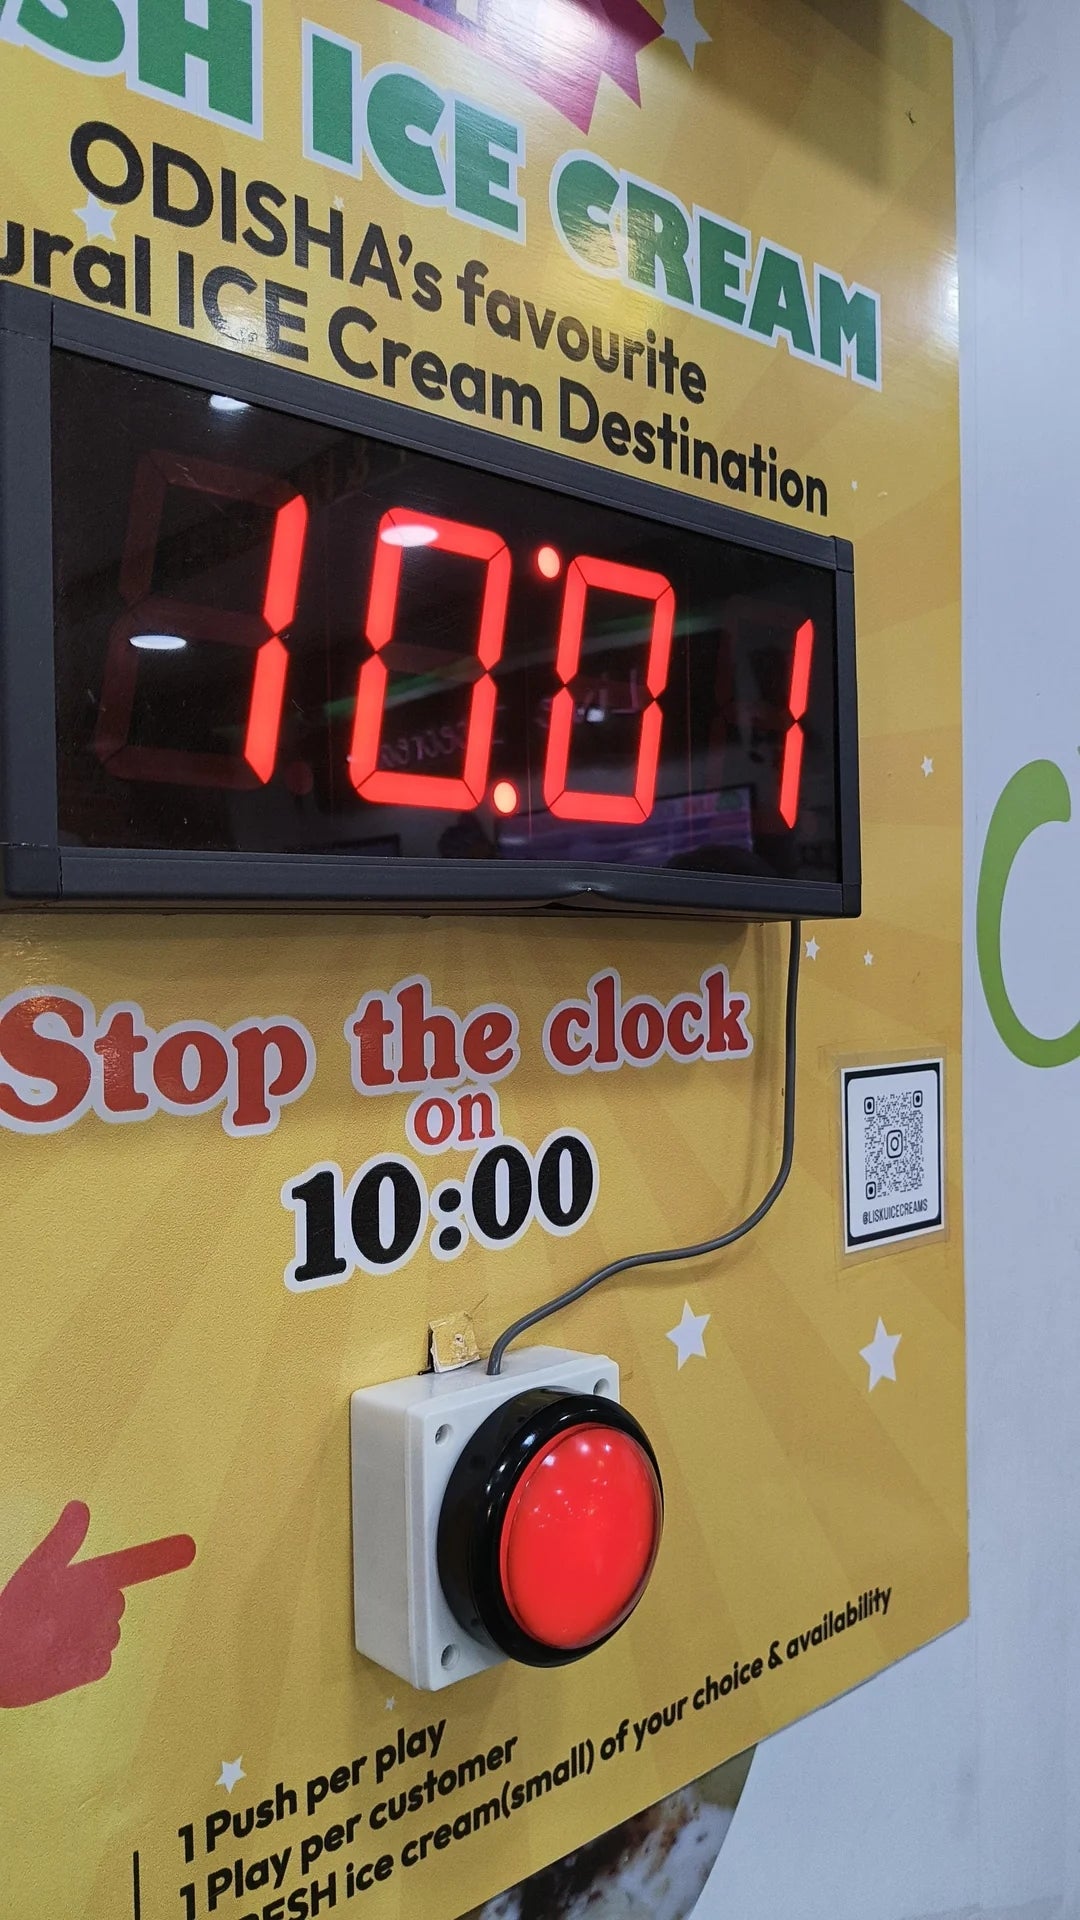 SH ICE CREAM
ODISHA's favourite
ural ICE Cream Destination
10:01
Stop the clock
on
10:00
@LISKUICECREAMS
1 Push per play
1 Play per customer
RESH ice cream(small) of your choice & availability